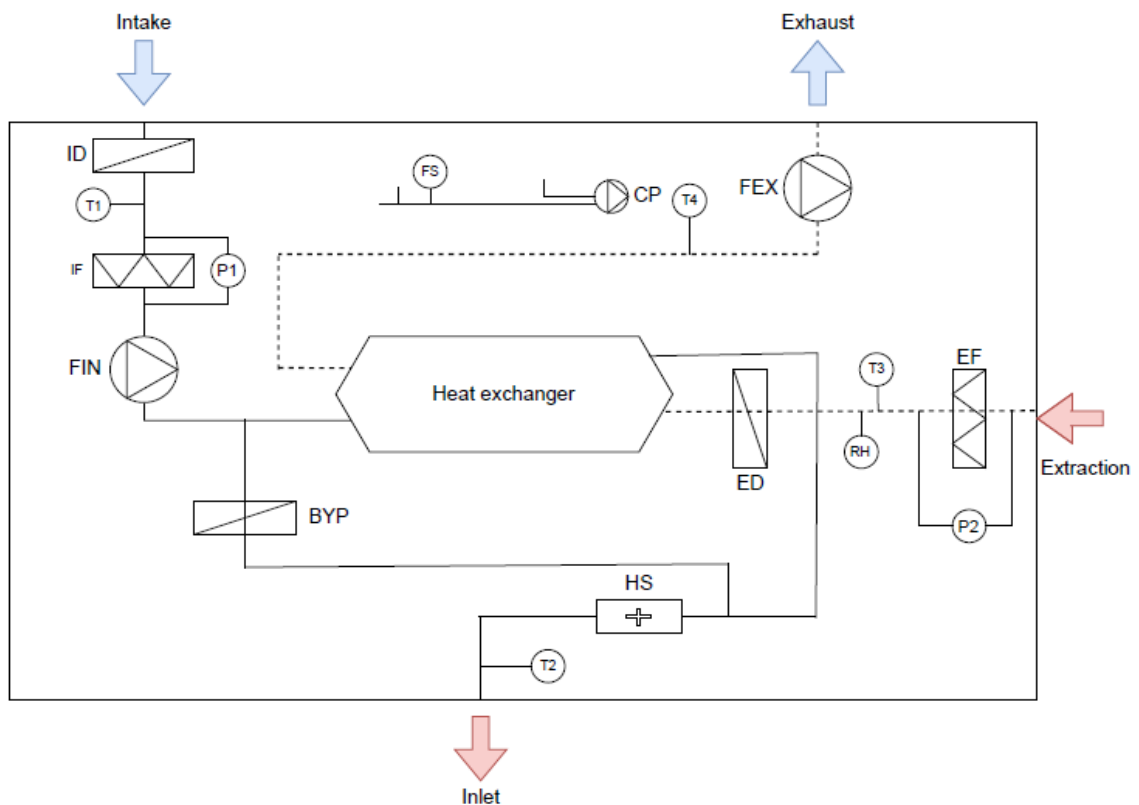 Intake
Exhaust
ID
FS
CP
FEX
T1
T4
IF
P1
FIN
Heat exchanger
T3
EF
RH
Extraction
ED
BYP
P2
HS
T2
Inlet